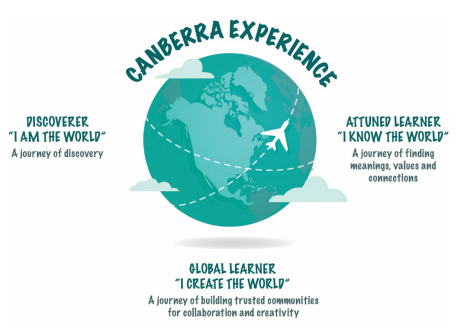 CANBERRA EXPERIENCE
DISCOVERER
"I AM THE WORLD"
A journey of discovery
ATTUNED LEARNER
"I KNOW THE WORLD"
A journey of finding
meanings, values and
connections
GLOBAL LEARNER
"I CREATE THE WORLD"
A journey of building trusted communities
for collaboration and creativity